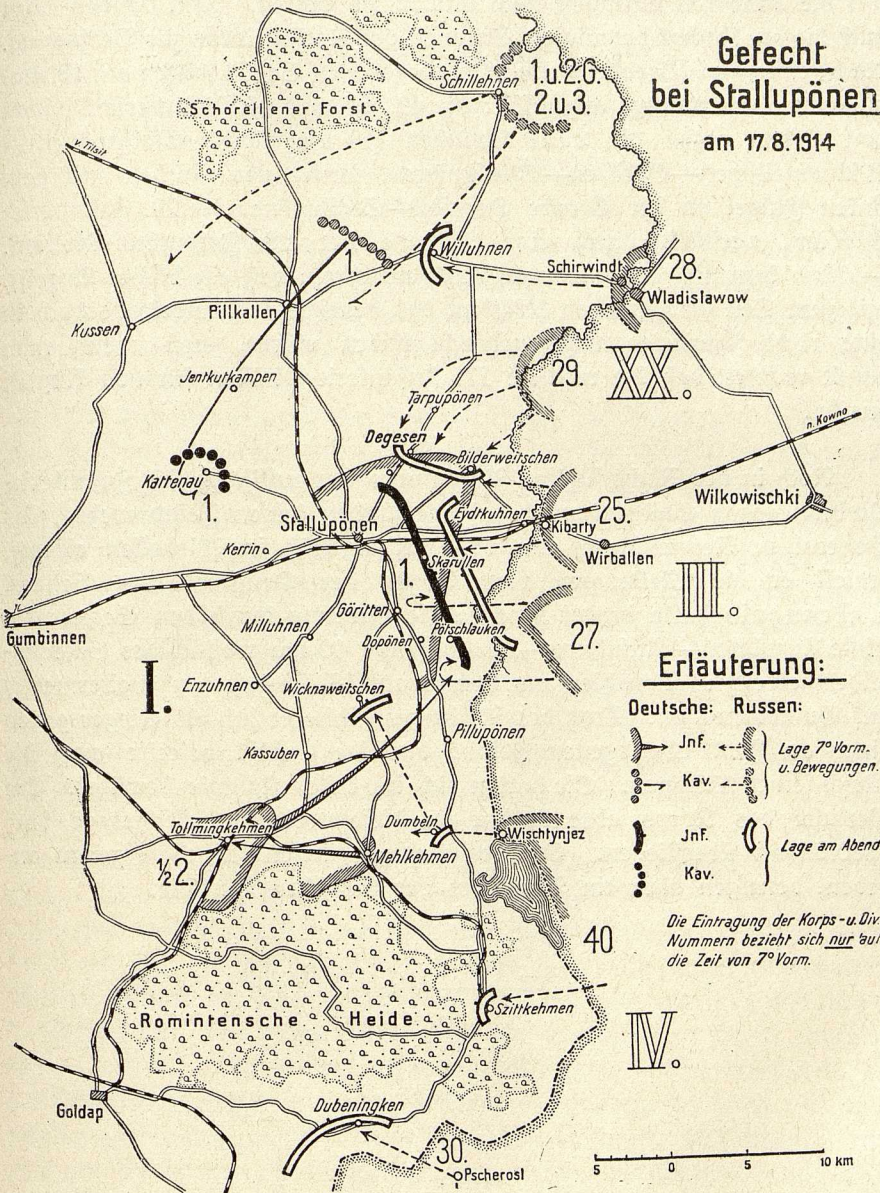 Gefecht
bei Stallupönen
am 17.8.1914
Schillehnen
1.u.2.G.
2.u.3.
Schorellener Forst
v. Tilsit
1.
Willuhnen
Schirwindt
28.
Wladislawow
Pillkallen
Kussen
29.
XX.
Jentkutkampen
Tarpupönen
n. Kowno
Degesen
Bilderweitschen
Kattenau
1.
Wilkowischki
Stallupönen
Eydtkuhnen
25.
Kibarty
Wirballen
Kerrin
Skarullen
1.
III.
Göritten
Gumbinnen
Milluhnen
Dopönen
Pötschlauken
27.
I.
Enzuhnen
Wicknaweitschen
Pillupönen
Kassuben
Erläuterung:
Deutsche: Russen:
Jnf.
Kav.
Lage 7° Vorm.
u. Bewegungen.
Jnf.
Kav.
Lage am Abend
Tollmingkehmen
Dumbeln
Wischtynjez
½2.
Mehlkehmen
Die Eintragung der Korps- u. Div.
Nummern bezieht sich nur auf
die Zeit von 7° Vorm.
40
Szittkehmen
Romintensche Heide
IV.
Goldap
Dubeningken
30.
Pscherosl
5 0 5 10 km